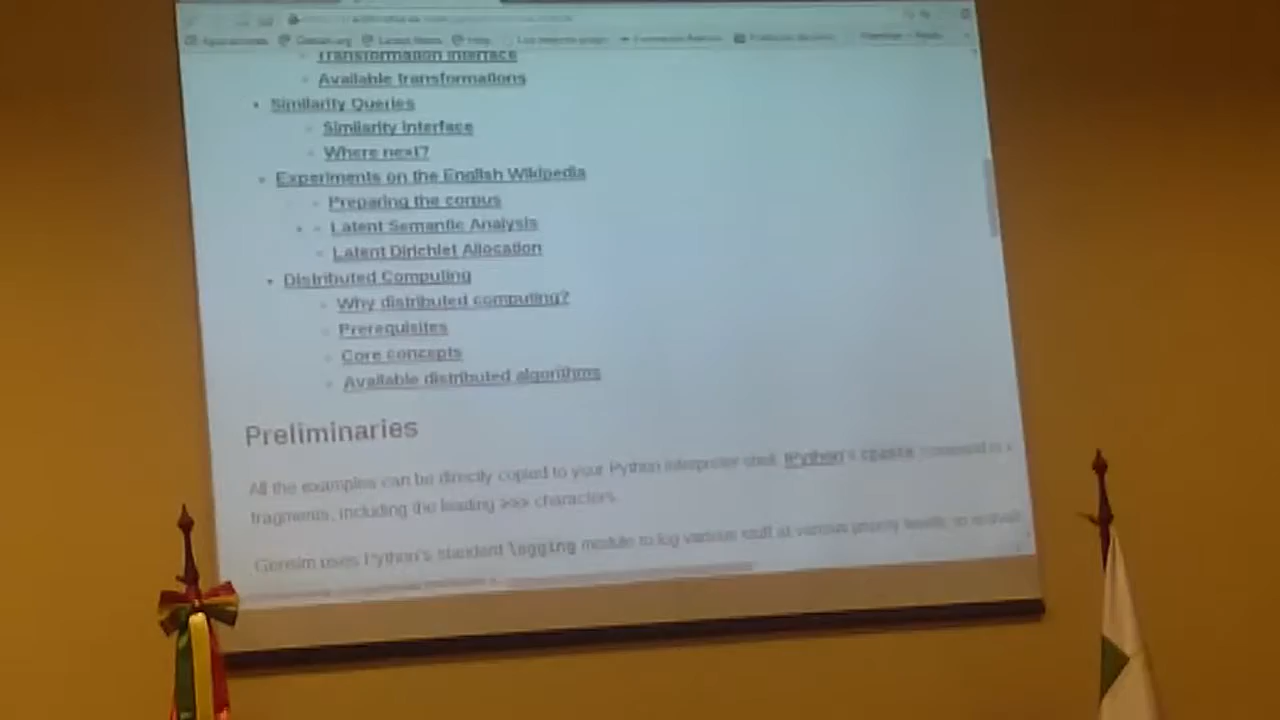 Transformation interface
Available transformations
Similarity Queries
Similarity interface
Where next?
Experiments on the English Wikipedia
Preparing the corpus
Latent Semantic Analysis
Latent Dirichlet Allocation
Distributed Computing
Why distributed computing?
Prerequisites
Core concepts
Available distributed algorithms
Preliminaries
All the examples can be directly copied to your Python interpreter shell. IPython's cpaste command is
fragments, including the leading >>> characters.
Gensim uses Python's standard logging module to log various stuff at various priority levels; to